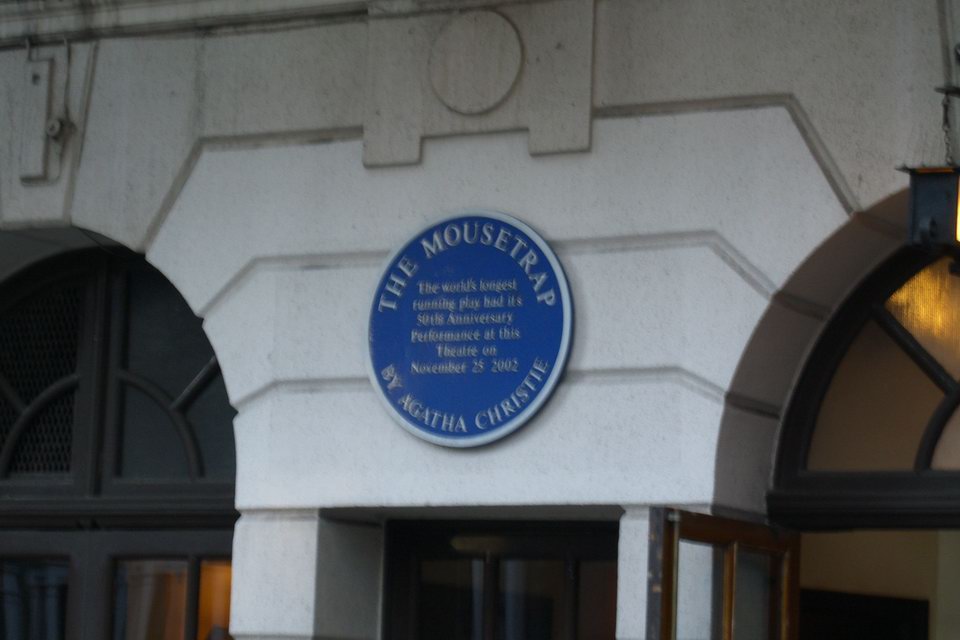 THE MOUSETRAP
The world's longest
running play had its
50th Anniversary
Performance at this
Theatre on
November 25 2002
BY AGATHA CHRISTIE